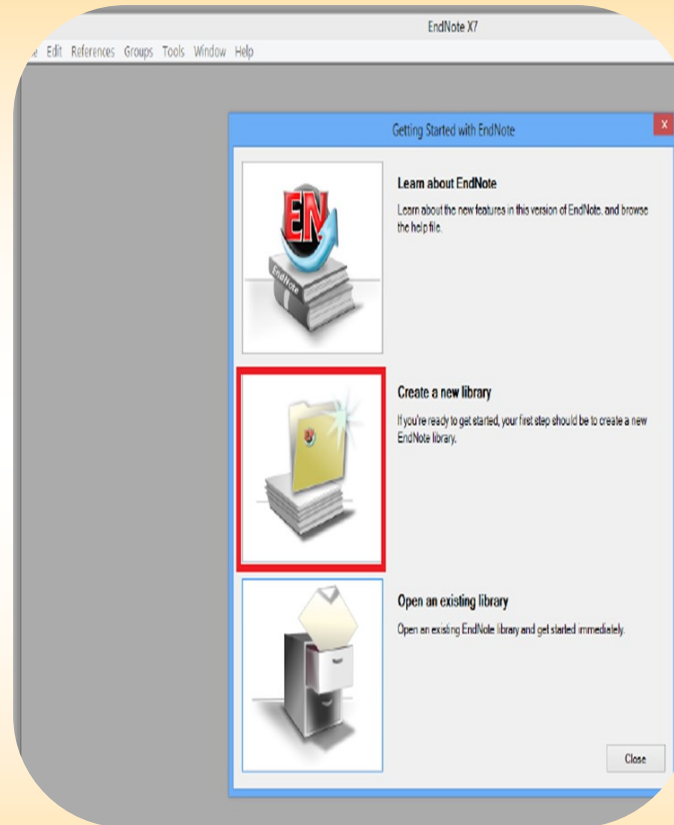 EndNote X7
Edit References Groups Tools Window Help
Getting Started with EndNote
x
EN
EndNote
Learn about EndNote
Learn about the new features in this version of EndNote, and browse
the help file.
Create a new library
If you're ready to get started, your first step should be to create a new
EndNote library.
Open an existing library
Open an existing EndNote library and get started immediately.
Close